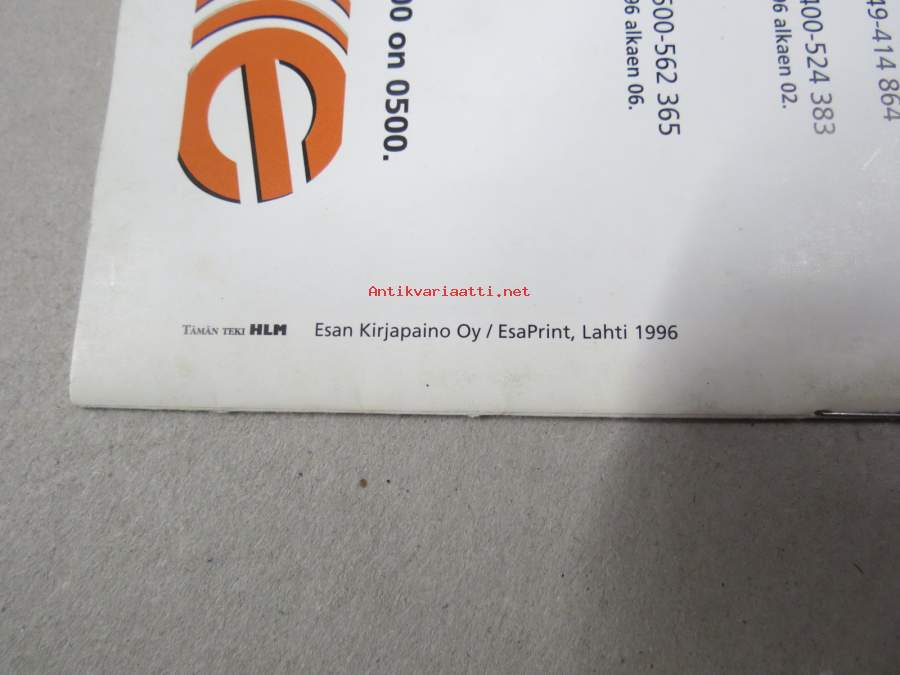 00 on 0500.
500-562 365
96 alkaen 06.
400-524 383
96 alkaen 02.
49-414 864
Antikvariaatti.net
TÄMÄN TEKI HLM Esan Kirjapaino Oy / EsaPrint, Lahti 1996